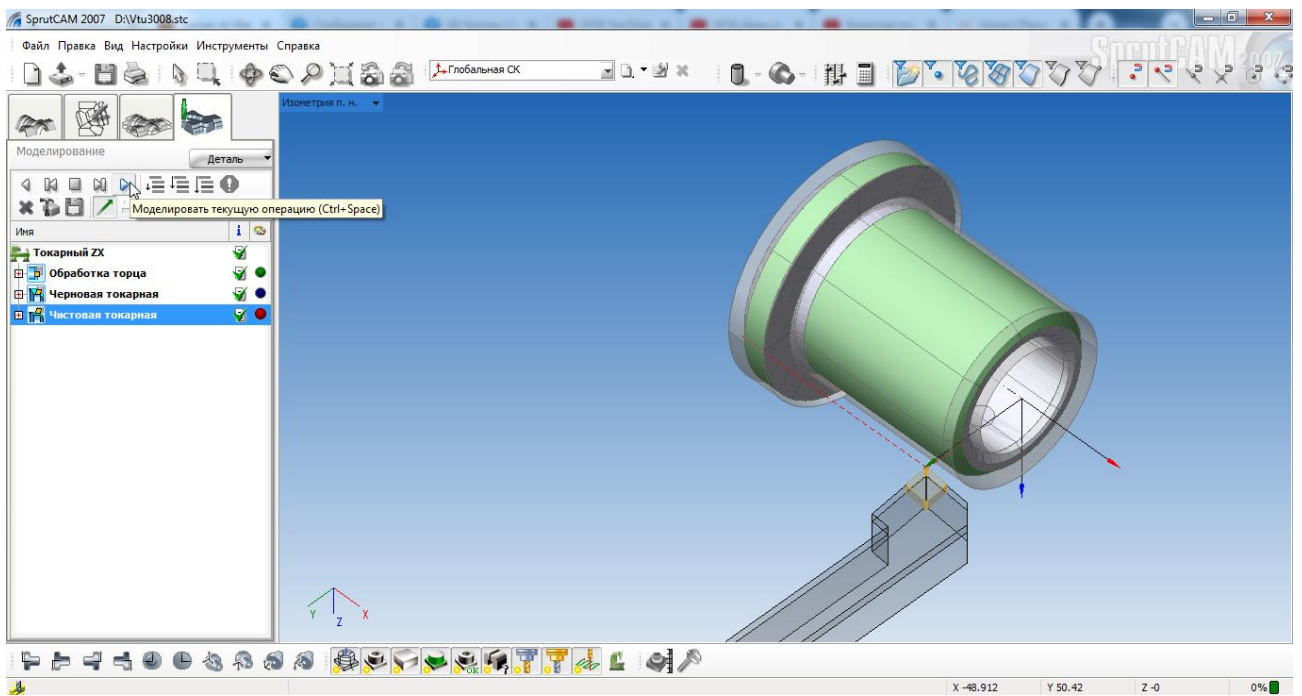 SprutCAM 2007 D:\Vtu3008.stc
Файл Правка Вид Настройки Инструменты Справка
SprutCAM 2007
Глобальная СК
Изометрия п. н.
Моделирование
Деталь
Моделировать текущую операцию (Ctrl+Space)
Имя
Токарный ZX
Обработка торца
Черновая токарная
Чистовая токарная
Y
Z
X
OK
X -48.912 Y 50.42 Z -0 0%